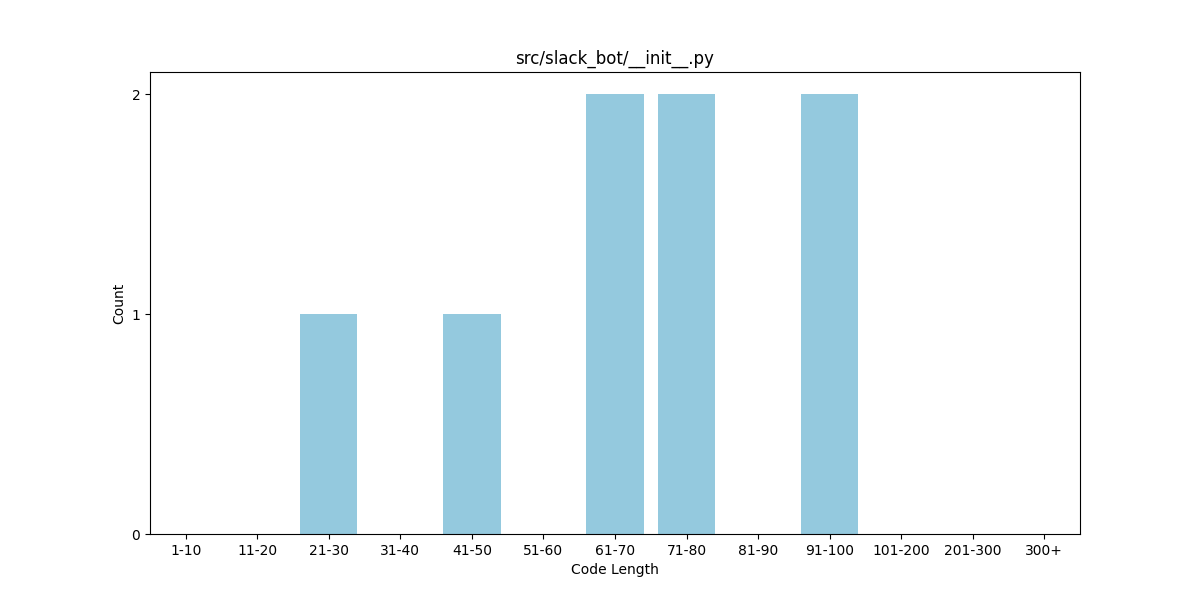 src/slack_bot/__init__.py
Count
2
1
0
1-10 11-20 21-30 31-40 41-50 51-60 61-70 71-80 81-90 91-100 101-200 201-300 300+
Code Length